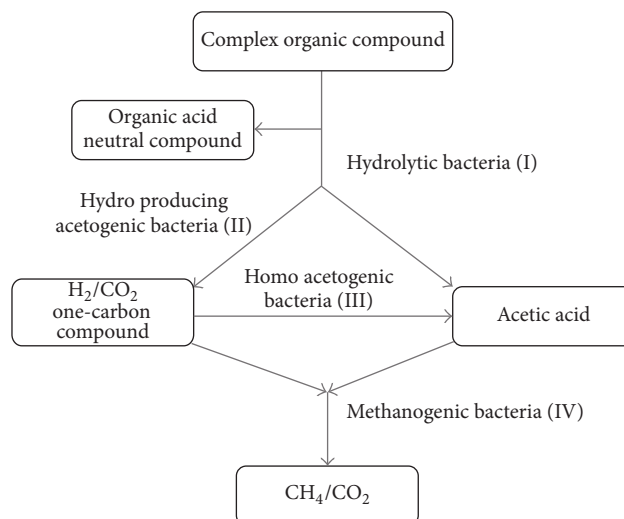 Complex organic compound
Organic acid
neutral compound
Hydrolytic bacteria (I)
Hydro producing
acetogenic bacteria (II)
H₂/CO₂
one-carbon
compound
Homo acetogenic
bacteria (III)
Acetic acid
Methanogenic bacteria (IV)
CH₄/CO₂